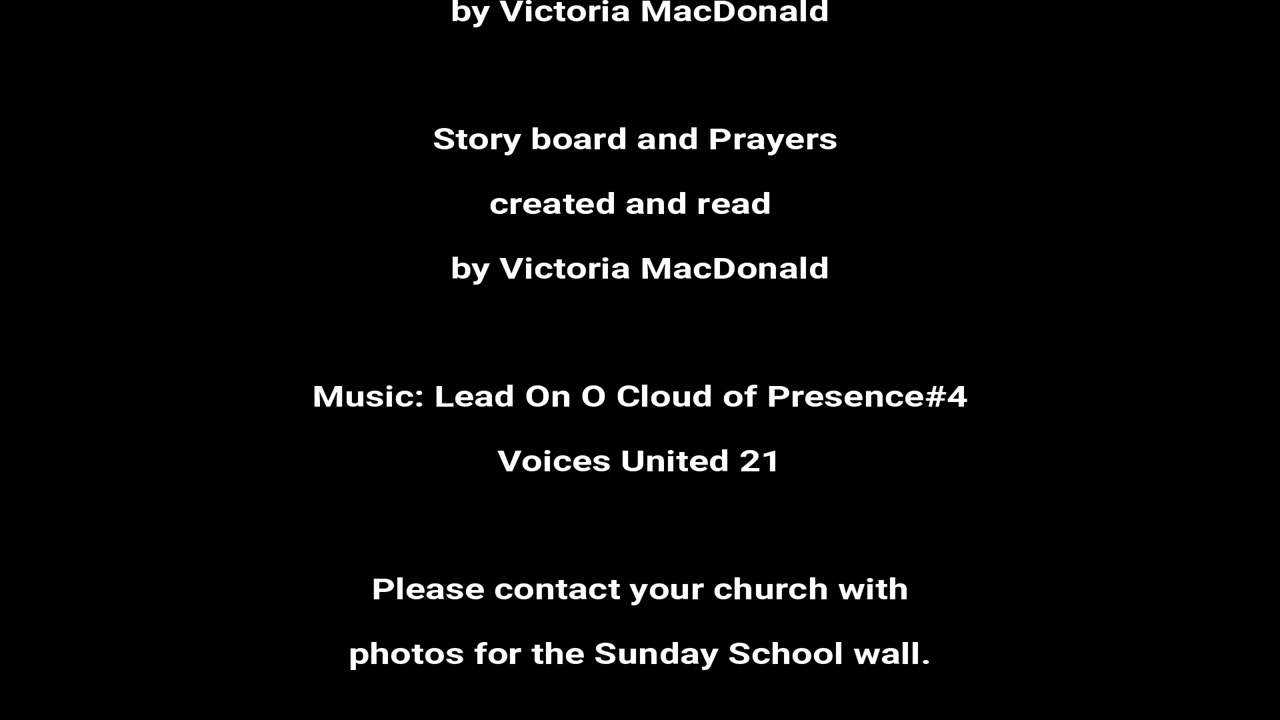 by Victoria MacDonald
Story board and Prayers
created and read
by Victoria MacDonald
Music: Lead On O Cloud of Presence#4
Voices United 21
Please contact your church with
photos for the Sunday School wall.